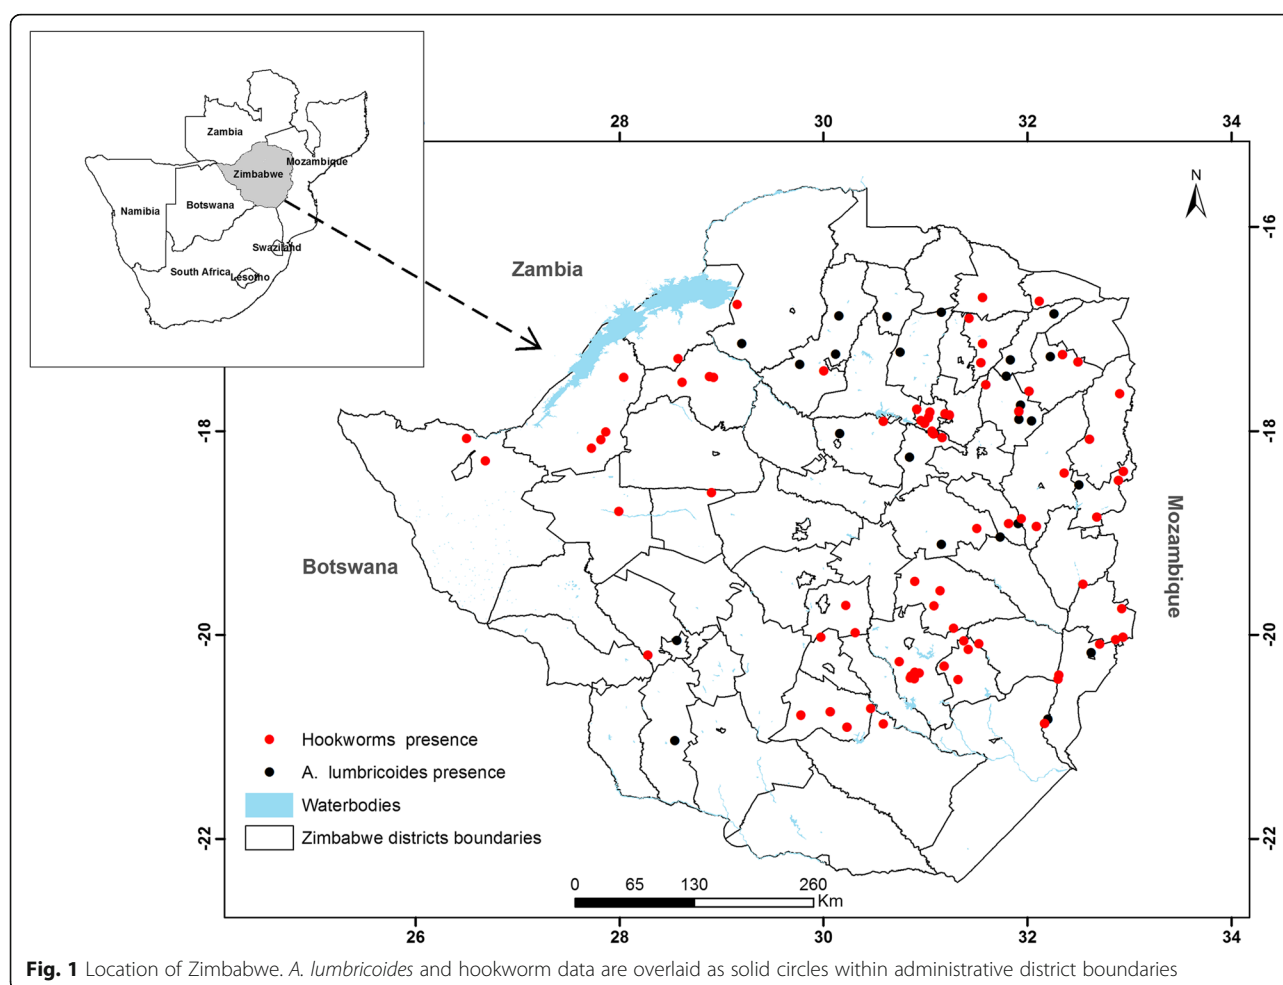 Zambia
Mozambique
Zimbabwe
Botswana
Namibia
Swaziland
South Africa
Lesotho
28
30
32
34
N
-16
-16
Zambia
-18
-18
Botswana
Mozambique
-20
-20
Hookworms presence
A. lumbricoides presence
Waterbodies
Zimbabwe districts boundaries
-22
-22
0 65 130 260
Km
26
28
30
32
34
Fig. 1 Location of Zimbabwe. A. lumbricoides and hookworm data are overlaid as solid circles within administrative district boundaries